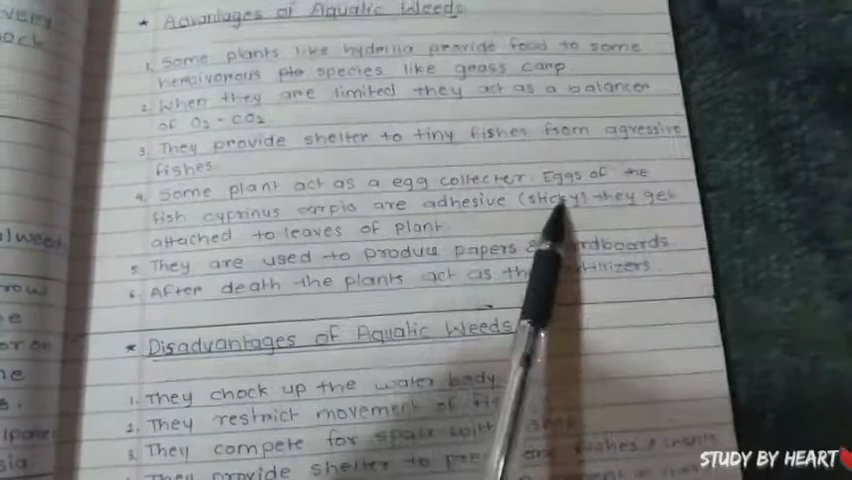 very
ock
* Advantages of Aquatic Weeds
1. Some plants like hydrilla provide food to some
herbivorous species like grass carp.
2. When they are limited they act as a balancer
of O2 - CO2
3. They provide shelter to tiny fishes from agressive
fishes
4. Some plant act as a egg collecter. Eggs of the
fish cyprinus carpio are adhesive (sticky) they get
attached to leaves of plant.
5. They are used to produce papers & cardboards
6. After death the plants act as the fertilizers.
* Disadvantages of Aquatic Weeds
1. They chock up the water body
2. They restrict movement of
3. They compete for space with
They provide shelter to
STUDY BY HEART